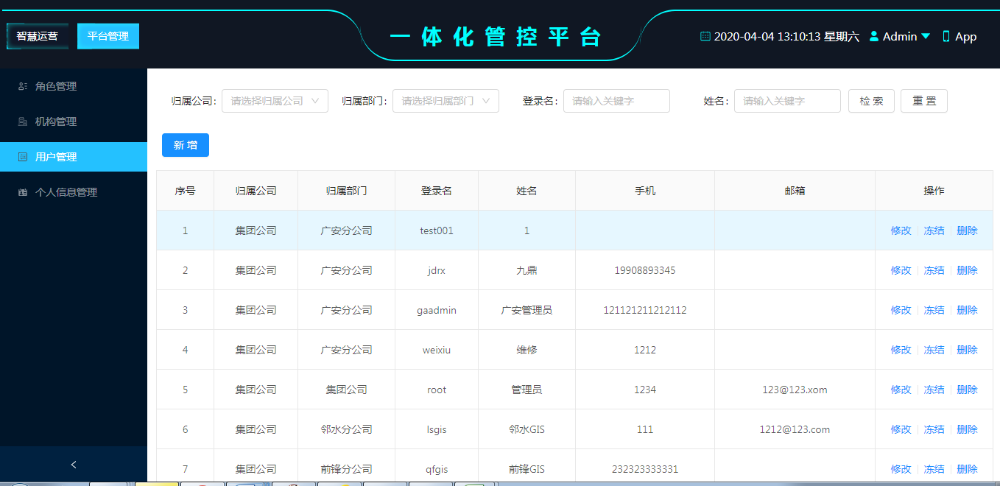 智慧运营 平台管理 一体化管控平台 2020-04-04 13:10:13 星期六 Admin App
角色管理
机构管理
用户管理
个人信息管理
归属公司: 请选择归属公司 归属部门: 请选择归属部门 登录名: 请输入关键字 姓名: 请输入关键字 检 索 重 置
新 增
序号 归属公司 归属部门 登录名 姓名 手机 邮箱 操作
1 集团公司 广安分公司 test001 1 修改 冻结 删除
2 集团公司 广安分公司 jdrx 九鼎 19908893345 修改 冻结 删除
3 集团公司 广安分公司 gaadmin 广安管理员 121121211212112 修改 冻结 删除
4 集团公司 广安分公司 weixiu 维修 1212 修改 冻结 删除
5 集团公司 集团公司 root 管理员 1234 123@123.xom 修改 冻结 删除
6 集团公司 邻水分公司 lsgis 邻水GIS 111 1212@123.com 修改 冻结 删除
7 集团公司 前锋分公司 qfgis 前锋GIS 232323333331 修改 冻结 删除